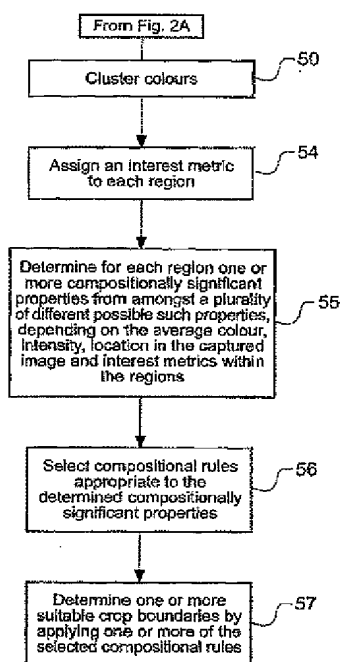 From Fig. 2A
Cluster colours
50
Assign an interest metric
to each region
54
Determine for each region one or
more compositionally significant
properties from amongst a plurality
of different possible such properties,
depending on the average colour,
intensity, location in the captured
image and interest metrics within
the regions
55
Select compositional rules
appropriate to the
determined compositionally
significant properties
56
Determine one or more
suitable crop boundaries by
applying one or more of the
selected compositional rules
57